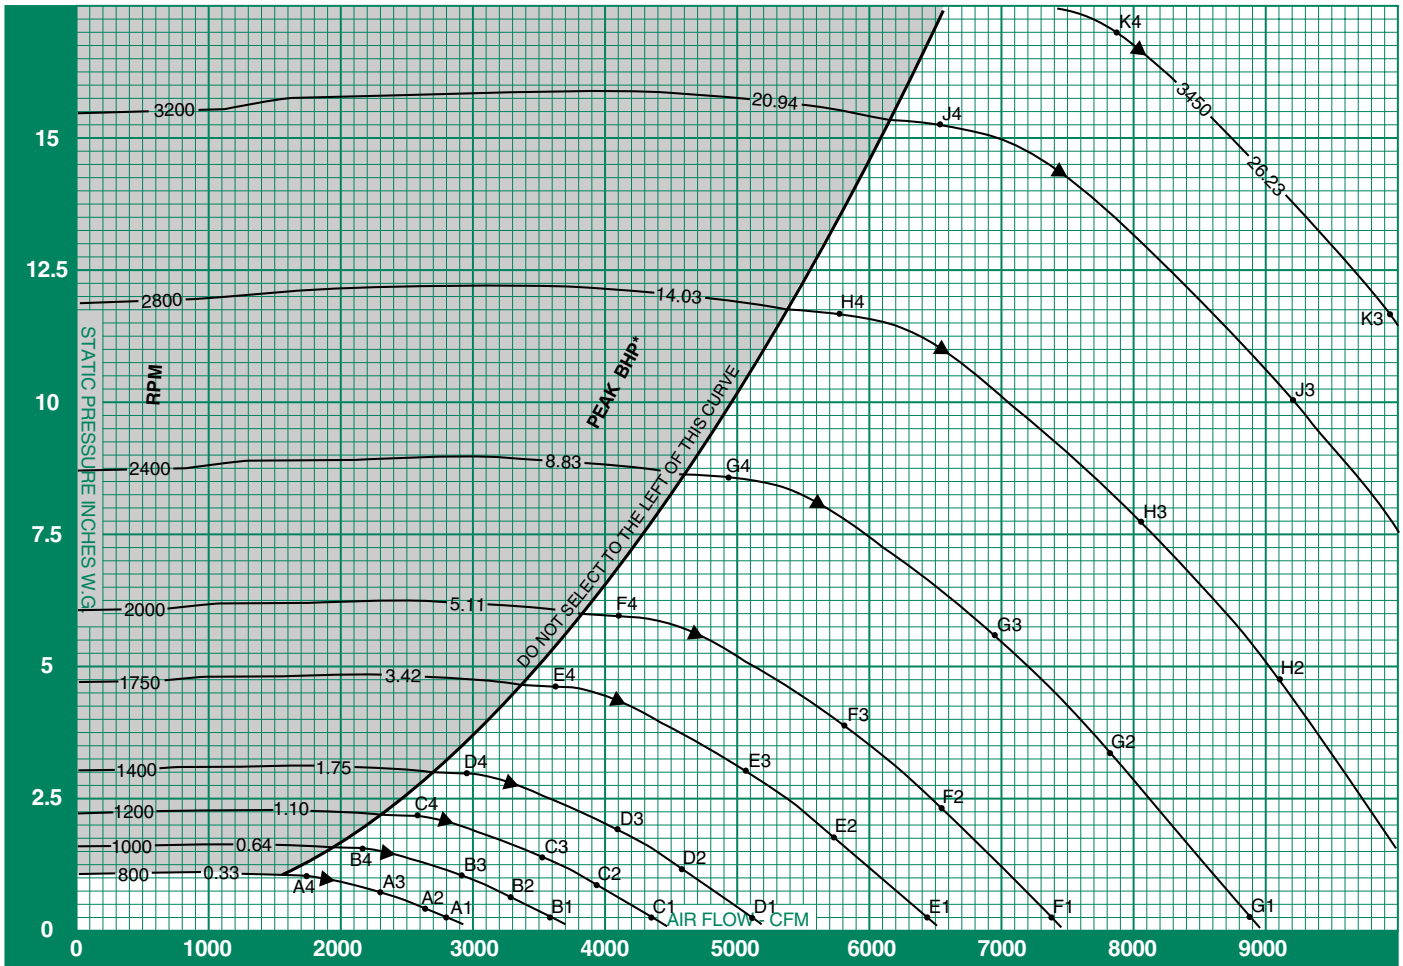 K4
3450
26.23
K3
15
3200
20.94
J4
J3
12.5
2800
14.03
H4
H3
H2
STATIC PRESSURE INCHES W.G.
RPM
PEAK BHP*
DO NOT SELECT TO THE LEFT OF THIS CURVE
10
2400
8.83
G4
G3
G2
G1
7.5
2000
5.11
F4
F3
F2
F1
5
1750
3.42
E4
E3
E2
E1
1400
1.75
D4
D3
D2
D1
2.5
1200
1.10
C4
C3
C2
C1
1000
0.64
B4
B3
B2
B1
800
0.33
A4
A3
A2
A1
AIR FLOW - CFM
0
0 1000 2000 3000 4000 5000 6000 7000 8000 9000